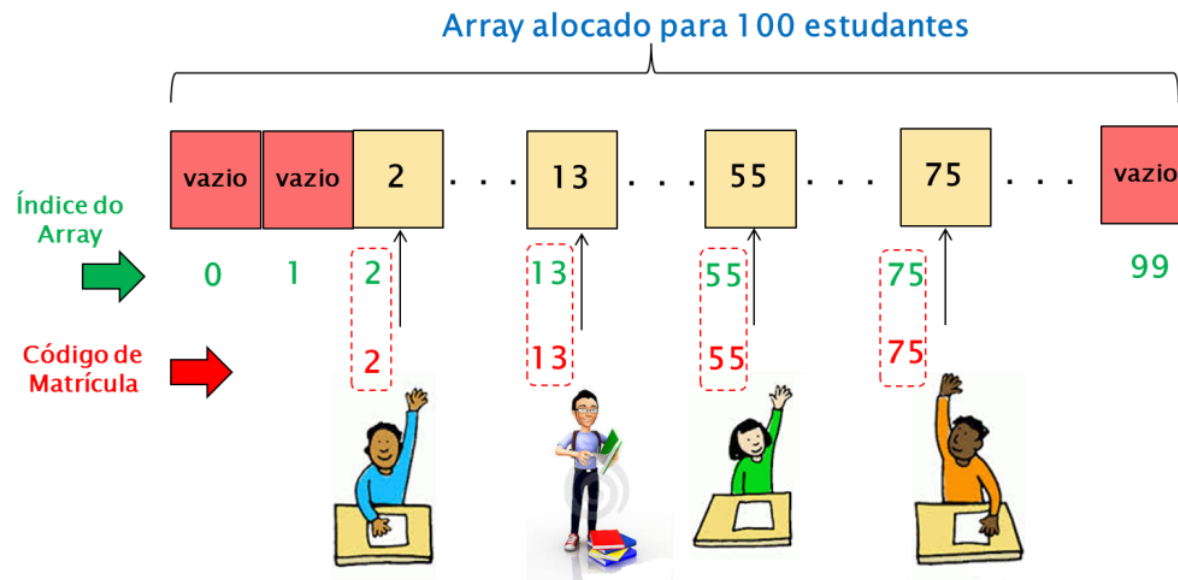 Array alocado para 100 estudantes
vazio vazio 2 . . . 13 . . . 55 . . . 75 . . . vazio
Índice do
Array
0 1 2 13 55 75 99
Código de
Matrícula
2 13 55 75